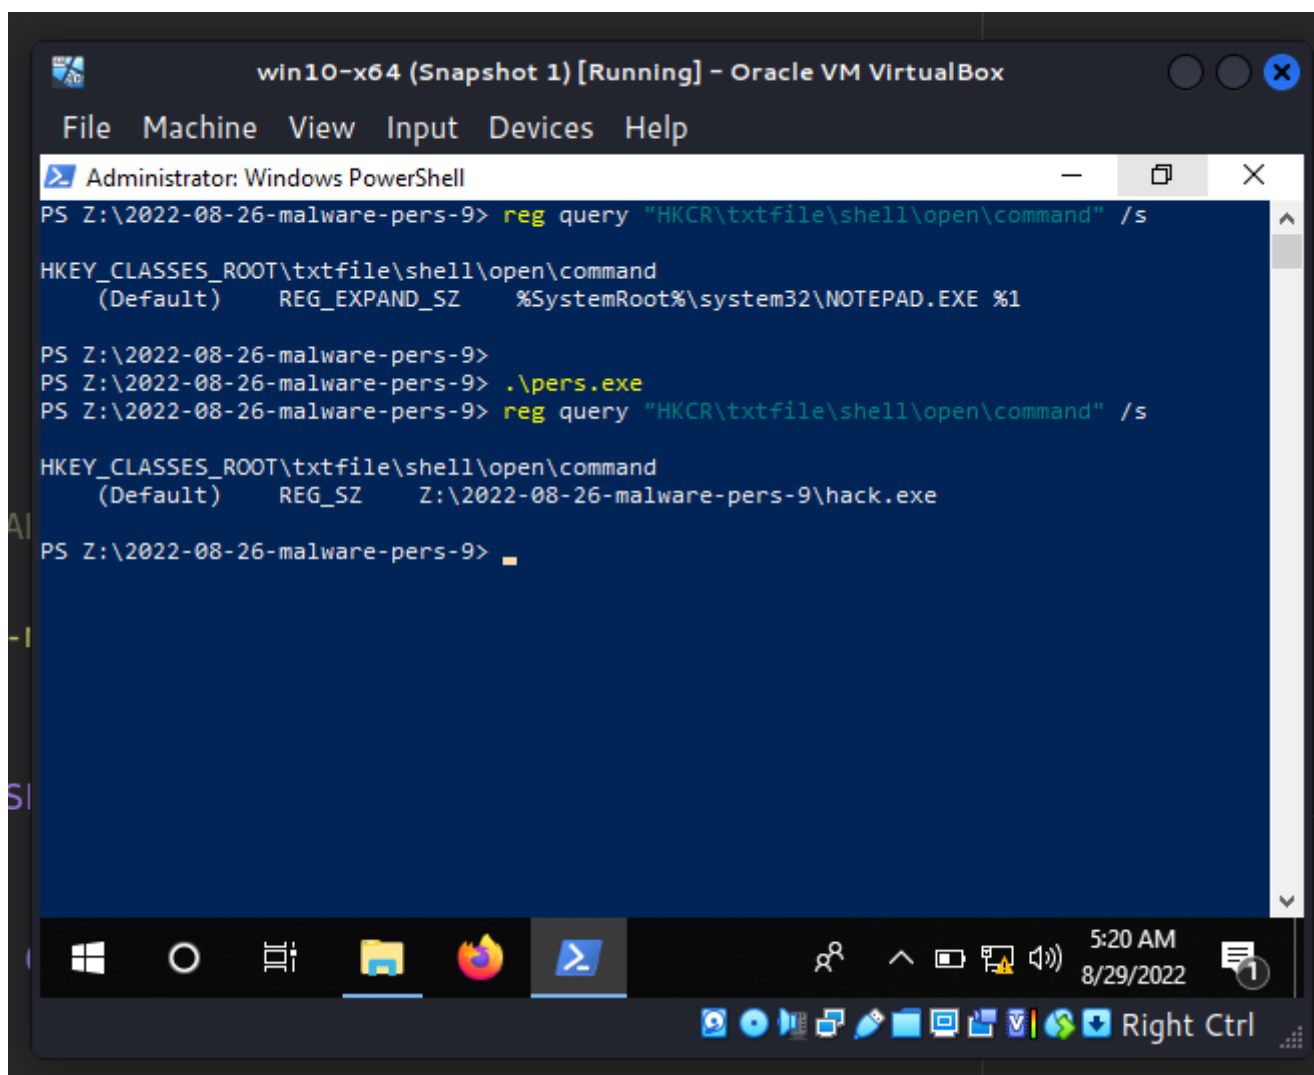 win10-x64 (Snapshot 1) [Running] - Oracle VM VirtualBox
File Machine View Input Devices Help
Administrator: Windows PowerShell
PS Z:\2022-08-26-malware-pers-9> reg query "HKCR\txtfile\shell\open\command" /s
HKEY_CLASSES_ROOT\txtfile\shell\open\command
(Default) REG_EXPAND_SZ %SystemRoot%\system32\NOTEPAD.EXE %1
PS Z:\2022-08-26-malware-pers-9>
PS Z:\2022-08-26-malware-pers-9> .\pers.exe
PS Z:\2022-08-26-malware-pers-9> reg query "HKCR\txtfile\shell\open\command" /s
HKEY_CLASSES_ROOT\txtfile\shell\open\command
(Default) REG_SZ Z:\2022-08-26-malware-pers-9\hack.exe
PS Z:\2022-08-26-malware-pers-9>
5:20 AM
8/29/2022
1
Right Ctrl